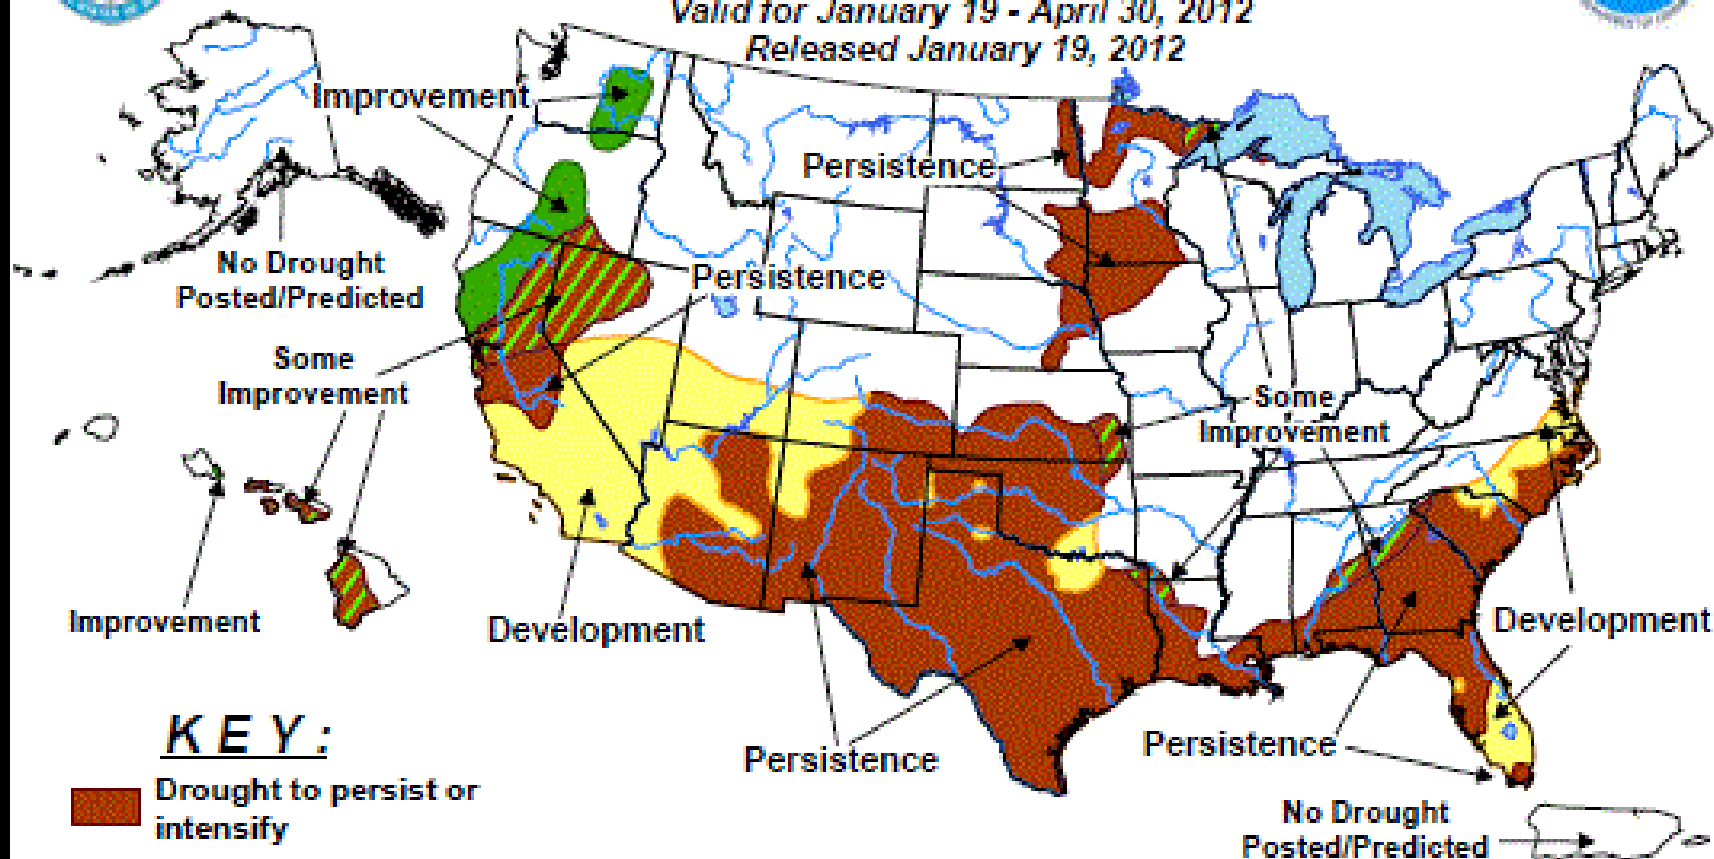 Valid for January 19 - April 30, 2012
Released January 19, 2012
Improvement
Persistence
No Drought
Posted/Predicted
Persistence
Some
Improvement
Some
Improvement
Improvement
Development
Development
KEY:
Persistence
Persistence
Drought to persist or
intensify
No Drought
Posted/Predicted